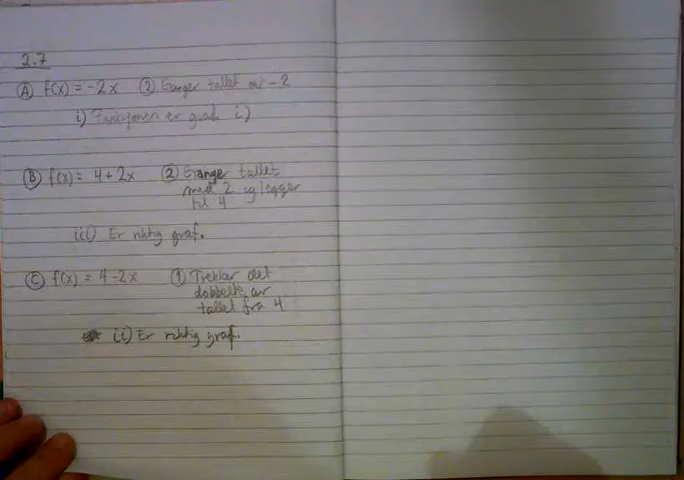 2.7
A f(x) = -2x 2 Ganger tallet av -2
i) Funksjonen er graf i)
B f(x) = 4+2x 2 Ganger tallet
med 2 og legger
til 4
iii) Er riktig graf.
C f(x) = 4-2x 1 Trekker det
dobbelte av
tallet fra 4
ii) Er riktig graf.